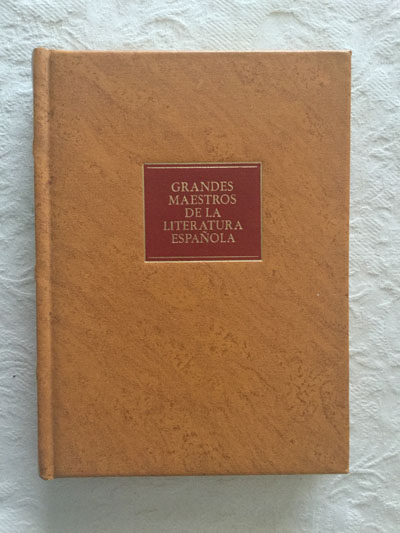 GRANDES
MAESTROS
DE LA
LITERATURA
ESPAÑOLA